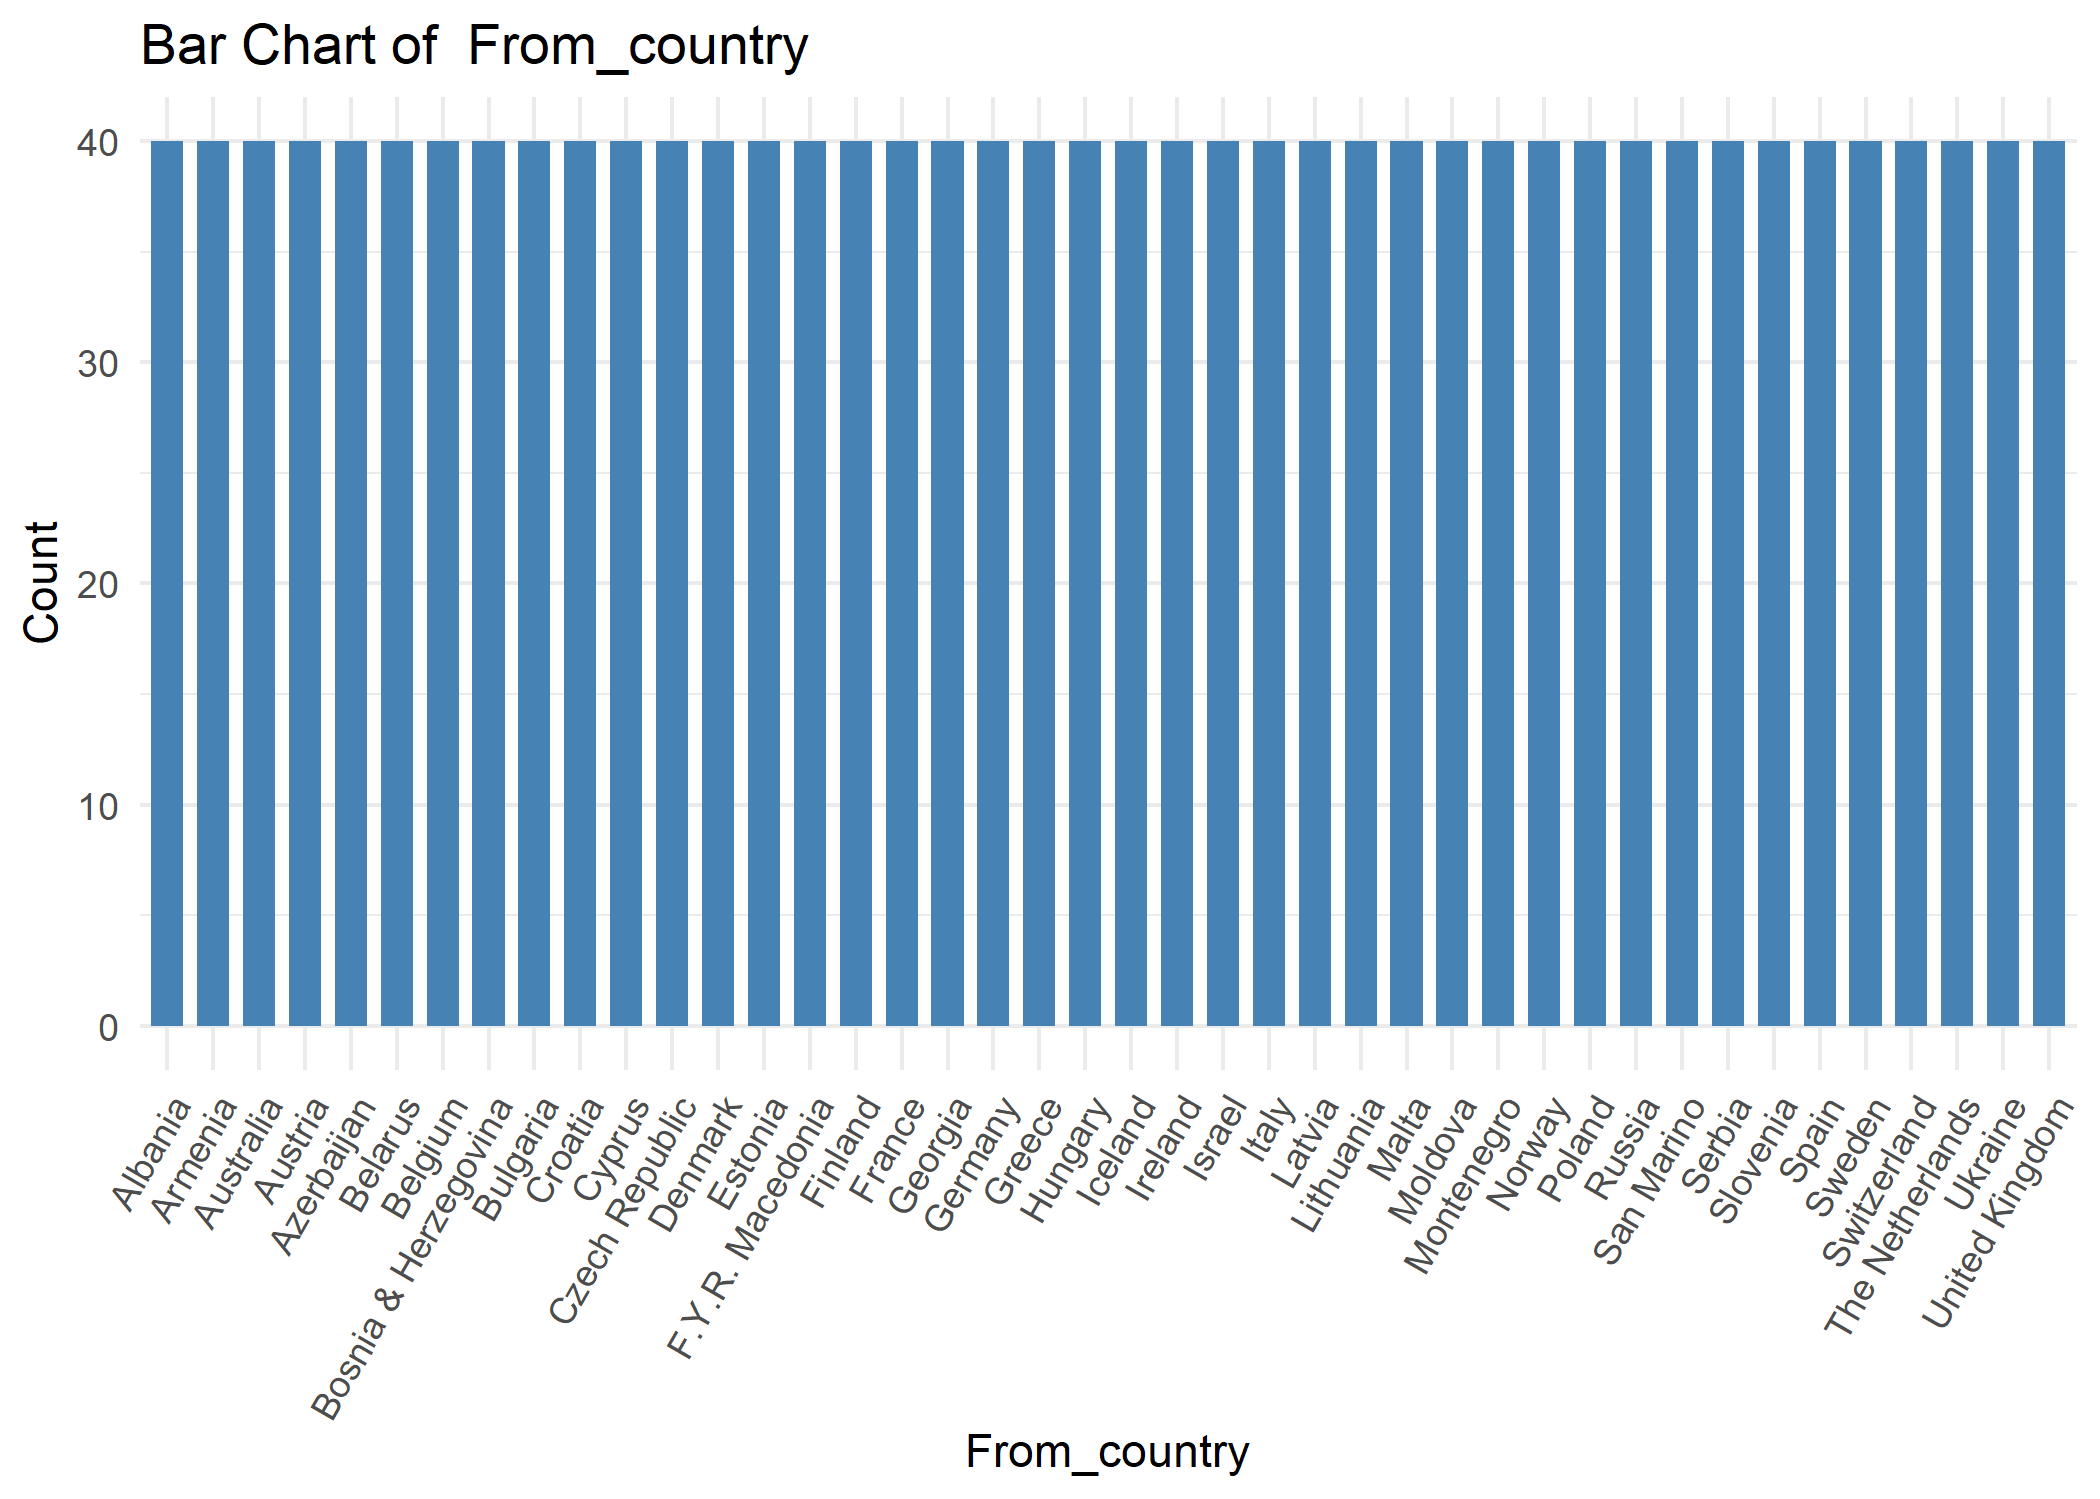 Bar Chart of  From_country
Count
40
30
20
10
0
Albania
Armenia
Australia
Austria
Azerbaijan
Belarus
Belgium
Bosnia & Herzegovina
Bulgaria
Croatia
Cyprus
Czech Republic
Denmark
Estonia
F.Y.R. Macedonia
Finland
France
Georgia
Germany
Greece
Hungary
Iceland
Ireland
Israel
Italy
Latvia
Lithuania
Malta
Moldova
Montenegro
Norway
Poland
Russia
San Marino
Serbia
Slovenia
Spain
Sweden
Switzerland
The Netherlands
Ukraine
United Kingdom
From_country